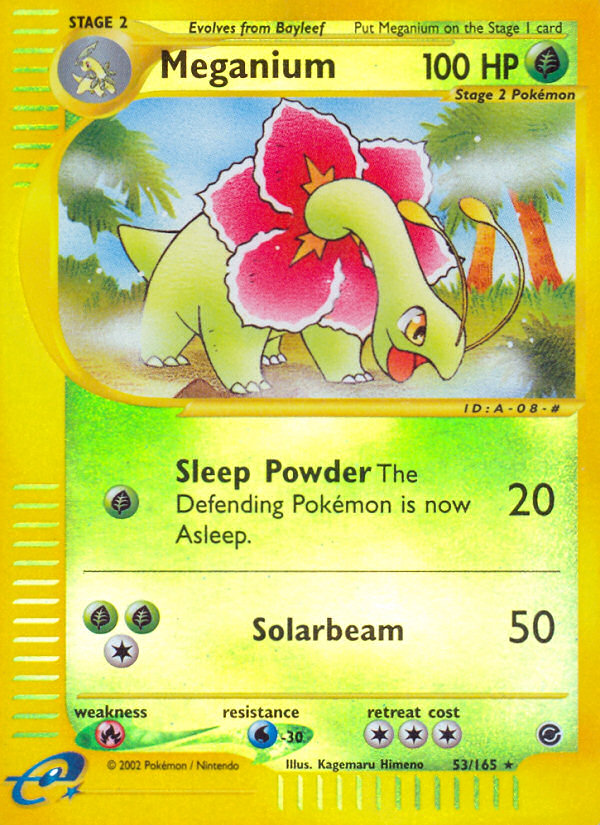 STAGE 2
Evolves from Bayleef
Put Meganium on the Stage 1 card
Meganium
100 HP
Stage 2 Pokémon
ID:A-08-#
Sleep Powder The
Defending Pokémon is now
Asleep.
20
Solarbeam
50
weakness
resistance
retreat cost
-30
© 2002 Pokémon / Nintendo
Illus. Kagemaru Himeno
53/165 ★
e